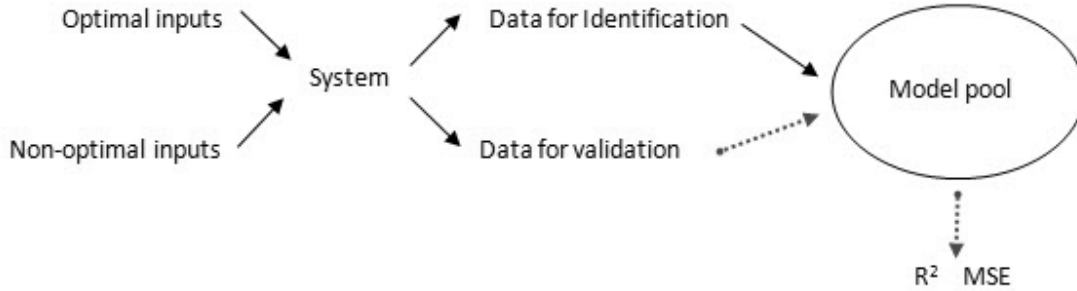 Optimal inputs
Data for Identification
System
Model pool
Non-optimal inputs
Data for validation
R² MSE